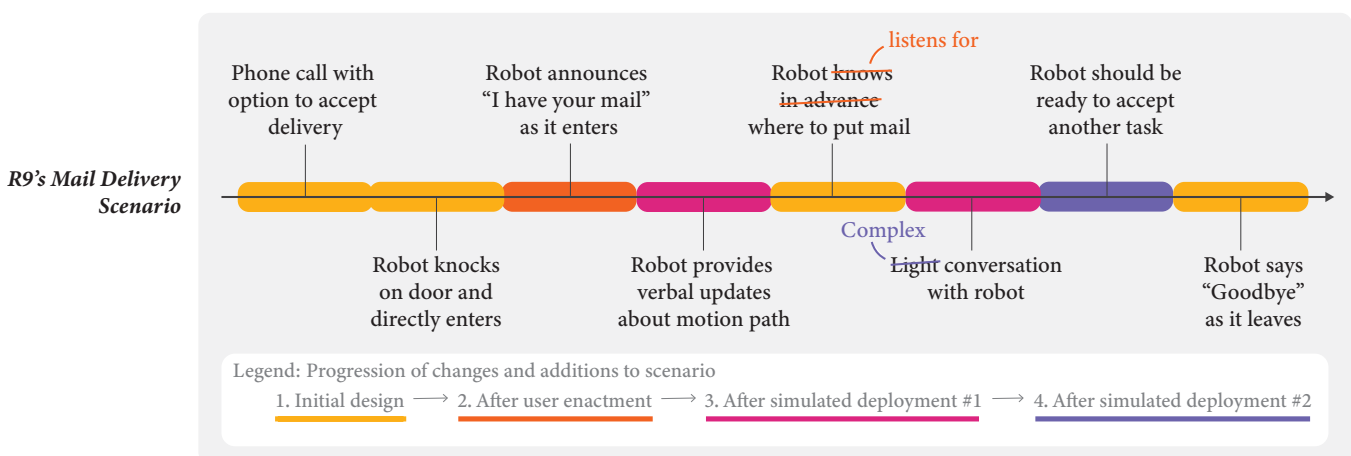 listens for
Phone call with
option to accept
delivery
Robot announces
“I have your mail”
as it enters
Robot knows
in advance
where to put mail
Robot should be
ready to accept
another task
R9's Mail Delivery
Scenario
Robot knocks
on door and
directly enters
Robot provides
verbal updates
about motion path
Complex
Light conversation
with robot
Robot says
“Goodbye”
as it leaves
Legend: Progression of changes and additions to scenario
1. Initial design → 2. After user enactment → 3. After simulated deployment #1 → 4. After simulated deployment #2